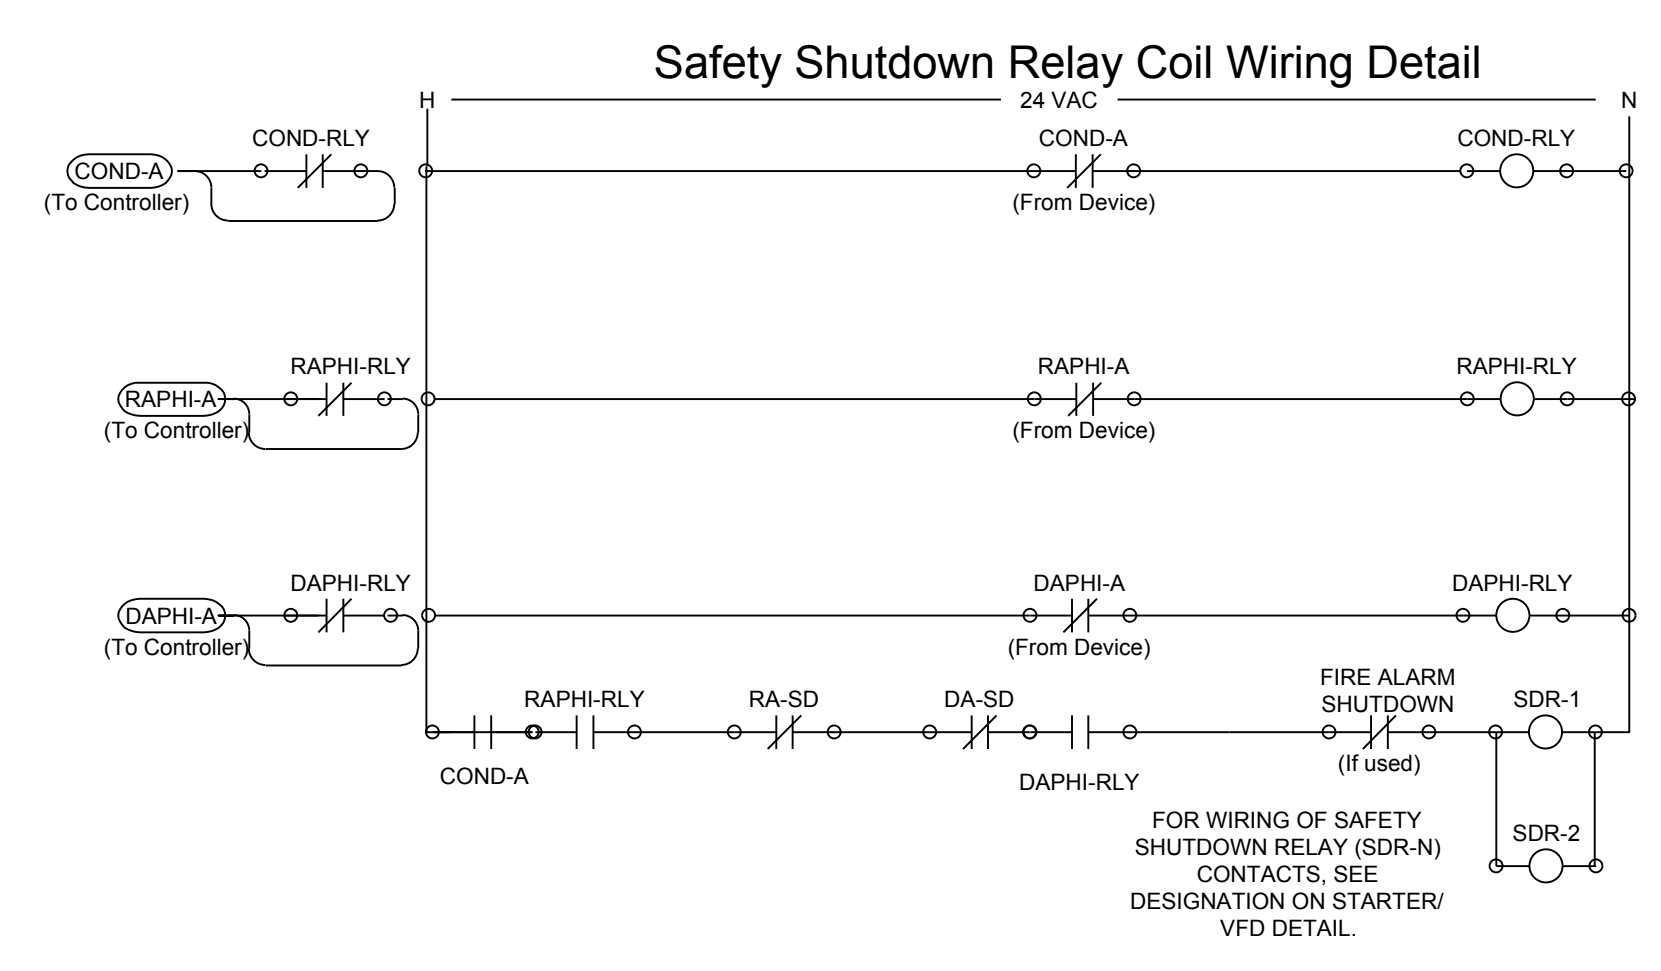 Safety Shutdown Relay Coil Wiring Detail
H
24 VAC
N
COND-RLY
COND-A
COND-RLY
COND-A
(To Controller)
(From Device)
RAPHI-RLY
RAPHI-A
RAPHI-RLY
RAPHI-A
(To Controller)
(From Device)
DAPHI-RLY
DAPHI-A
DAPHI-RLY
DAPHI-A
(To Controller)
(From Device)
RAPHI-RLY
RA-SD
DA-SD
FIRE ALARM
SHUTDOWN
SDR-1
(If used)
COND-A
DAPHI-RLY
FOR WIRING OF SAFETY
SHUTDOWN RELAY (SDR-N)
CONTACTS, SEE
DESIGNATION ON STARTER/
VFD DETAIL.
SDR-2